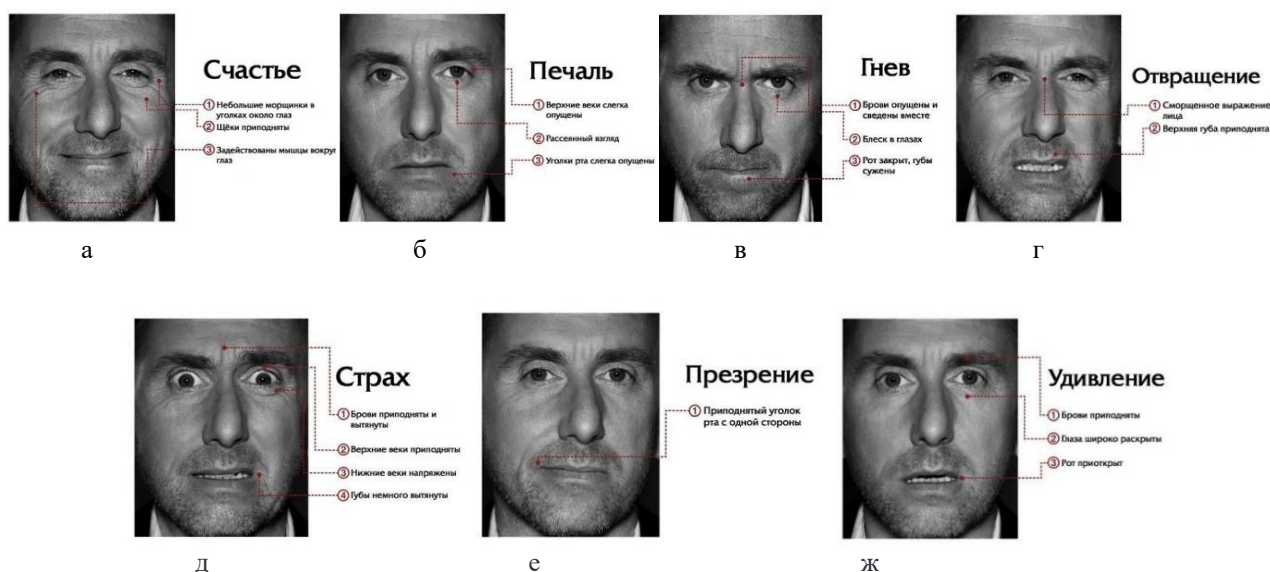 Счастье
1 Небольшие морщинки в
уголках около глаз
2 Щёки приподняты
3 Задействованы мышцы вокруг
глаз
а
Печаль
1 Верхние веки слегка
опущены
2 Рассеянный взгляд
3 Уголки рта слегка опущены
б
Гнев
1 Брови опущены и
сведены вместе
2 Блеск в глазах
3 Рот закрыт, губы
сужены
в
Отвращение
1 Сморщенное выражение
лица
2 Верхняя губа приподнята
г
Страх
1 Брови приподняты и
вытянуты
2 Верхние веки приподняты
3 Нижние веки напряжены
4 Губы немного вытянуты
д
Презрение
1 Приподнятый уголок
рта с одной стороны
е
Удивление
1 Брови приподняты
2 Глаза широко раскрыты
3 Рот приоткрыт
ж